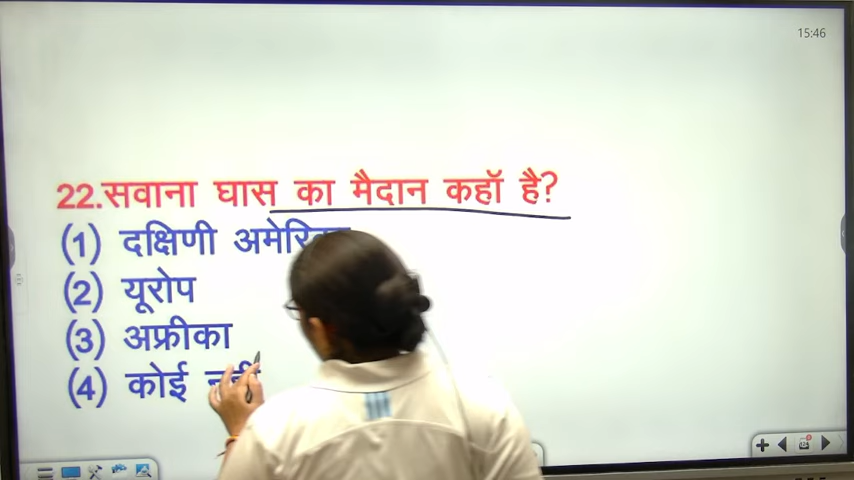 15:46
22.सवाना घास का मैदान कहॉ है?
(1) दक्षिणी
(2) यूरोप
(3) अफ्रीका
(4) कोई